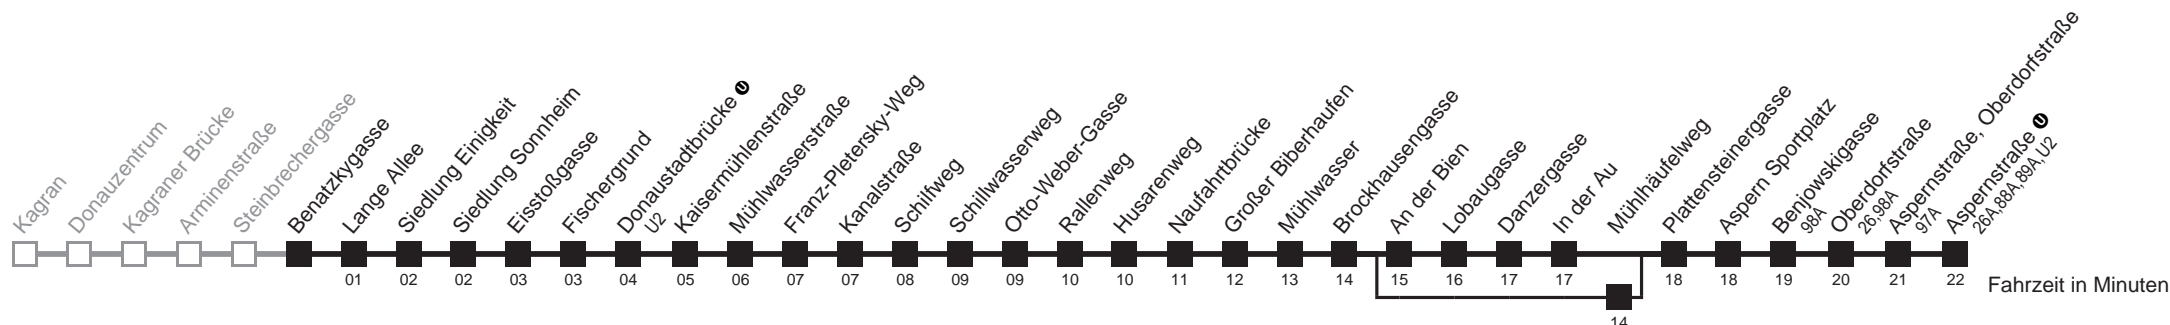 Kagran
Donauzentrum
Kagraner Brücke
Arminenstraße
Steinbrechergasse
Benatzkygasse
Lange Allee
01
Siedlung Einigkeit
02
Siedlung Sonnheim
02
Eisstoßgasse
03
Fischergrund
03
Donaustadtbrücke U
U2
04
Kaisermühlenstraße
05
Mühlwasserstraße
06
Franz-Pletersky-Weg
07
Kanalstraße
07
Schilfweg
08
Schillwasserweg
09
Otto-Weber-Gasse
09
Rallenweg
10
Husarenweg
10
Naufahrtbrücke
11
Großer Biberhaufen
12
Mühlwasser
13
Brockhausengasse
14
An der Bien
15
Lobaugasse
16
Danzergasse
17
In der Au
17
Mühlhäufelweg
14
Plattensteinergasse
18
Aspern Sportplatz
18
Benjowskigasse
98A
19
Oberdorfstraße
26,98A
20
Aspernstraße, Oberdorfstraße
97A
21
Aspernstraße U
26A,88A,89A,U2
22
Fahrzeit in Minuten